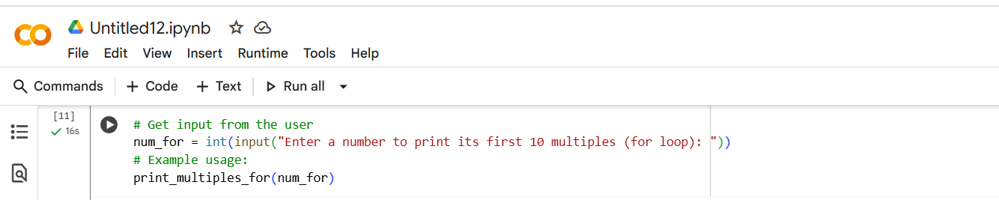 Untitled12.ipynb
File Edit View Insert Runtime Tools Help
Commands + Code + Text Run all
[11]
16s
# Get input from the user
num_for = int(input("Enter a number to print its first 10 multiples (for loop): "))
# Example usage:
print_multiples_for(num_for)